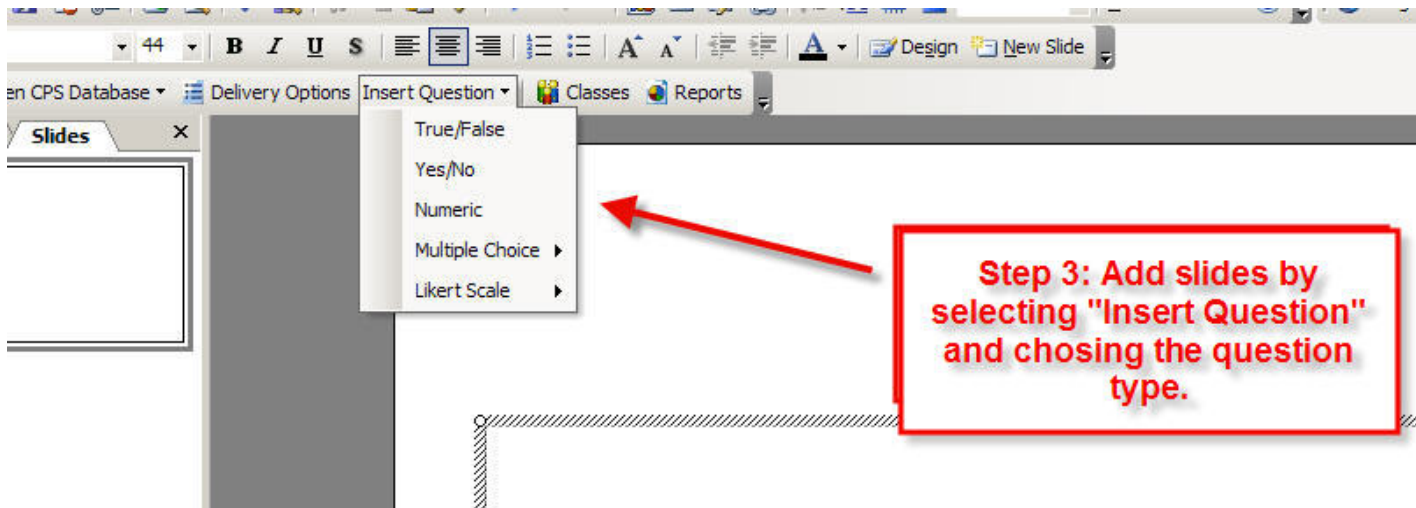 44 B I U S A A A Design New Slide
en CPS Database Delivery Options Insert Question Classes Reports
Slides
True/False
Yes/No
Numeric
Multiple Choice
Likert Scale
Step 3: Add slides by
selecting "Insert Question"
and chosing the question
type.